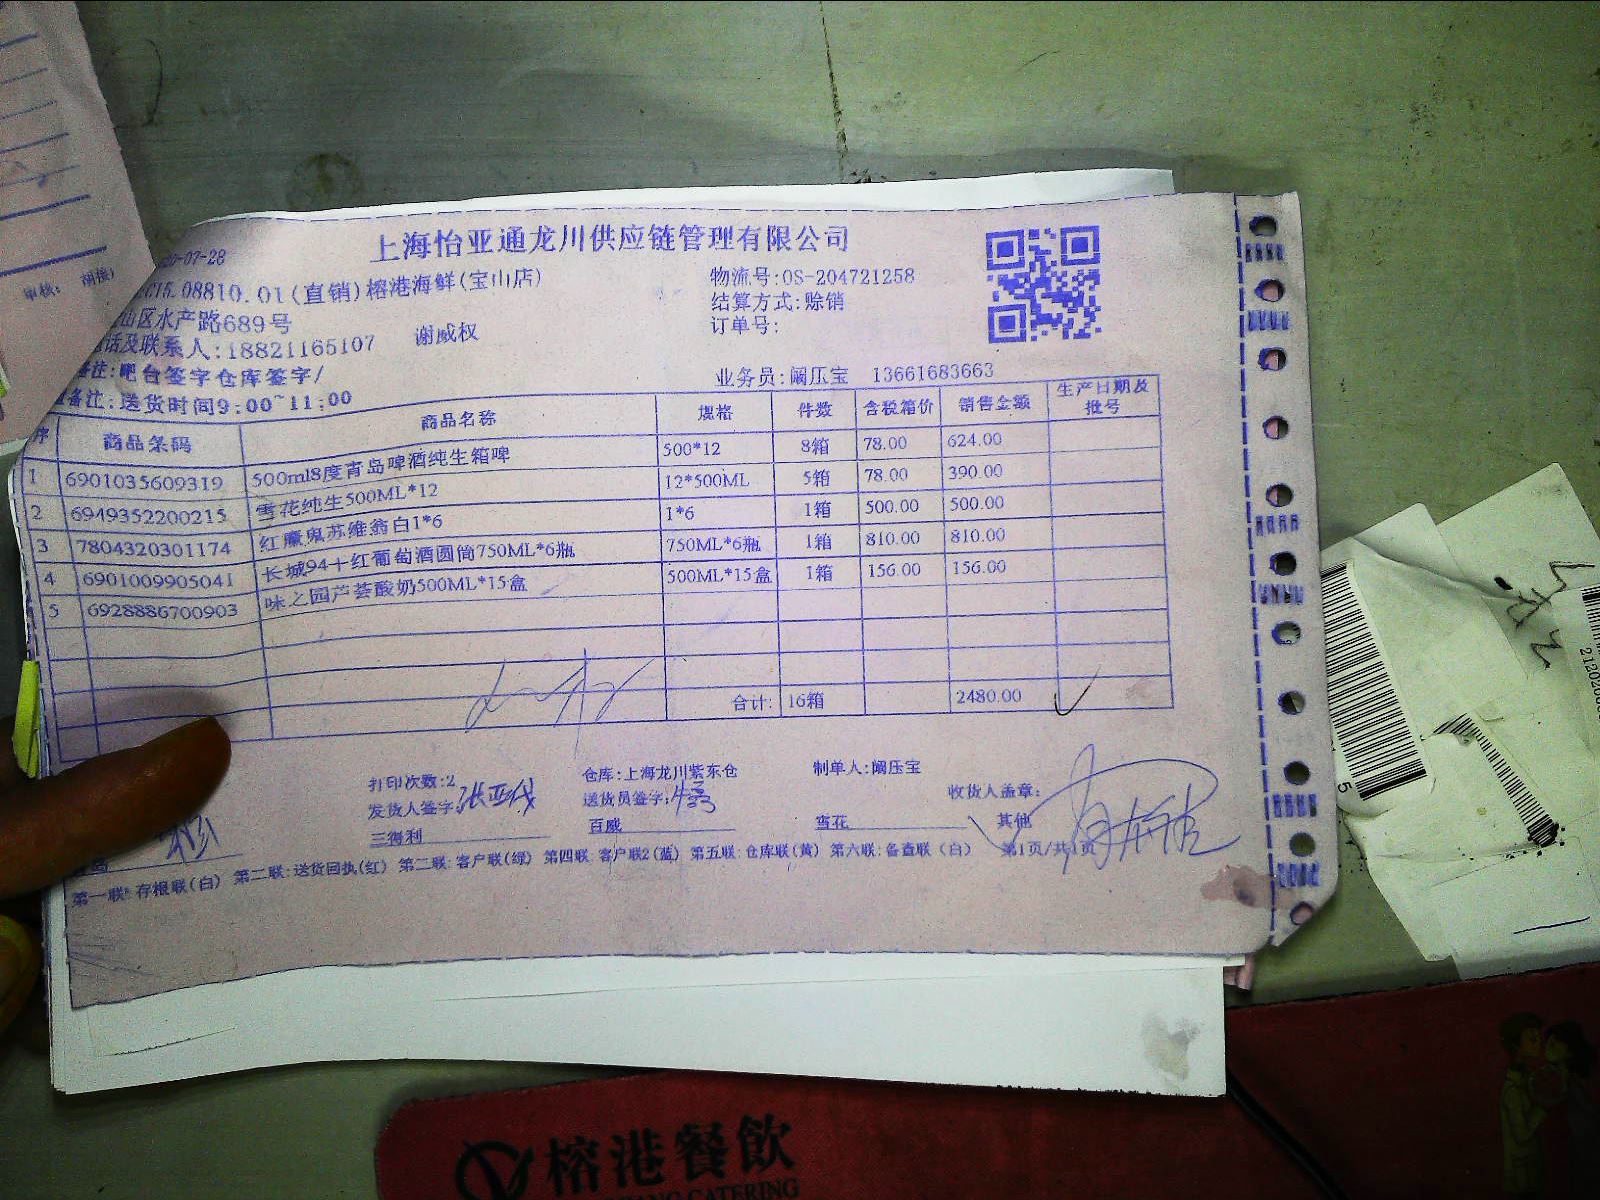 上海怡亚通龙川供应链管理有限公司
-07-28
08810.01(直销)榕港海鲜(宝山店)
物流号:OS-204721258
山区水产路689号
结算方式:赊销
话及联系人:18821165107 谢威权
订单号:
备注:吧台签字仓库签字/
业务员:阚压宝 13661683663
备注:送货时间9:00~11:00
序 商品条码 商品名称 规格 件数 含税箱价 销售金额 生产日期及批号
1 6901035609319 500ml8度青岛啤酒纯生箱啤 500*12 8箱 78.00 624.00
2 6949352200215 雪花纯生500ML*12 12*500ML 5箱 78.00 390.00
3 7804320301174 红魔鬼苏维翁白1*6 1*6 1箱 500.00 500.00
4 6901009905041 长城94十红葡萄酒圆筒750ML*6瓶 750ML*6瓶 1箱 810.00 810.00
5 6928886700903 味之园芦荟酸奶500ML*15盒 500ML*15盒 1箱 156.00 156.00
合计: 16箱 2480.00
打印次数:2 仓库:上海龙川紫东仓 制单人:阚压宝
发货人签字: 送货员签字: 收货人盖章:
岛 三得利 百威 雪花 其他
第一联:存根联(白) 第二联:送货回执(红) 第二联:客户联(绿) 第四联:客户联2(蓝) 第五联:仓库联(黄) 第六联:备查联(白) 第1页/共1页
审核:
5
榕港餐飲
CATERING